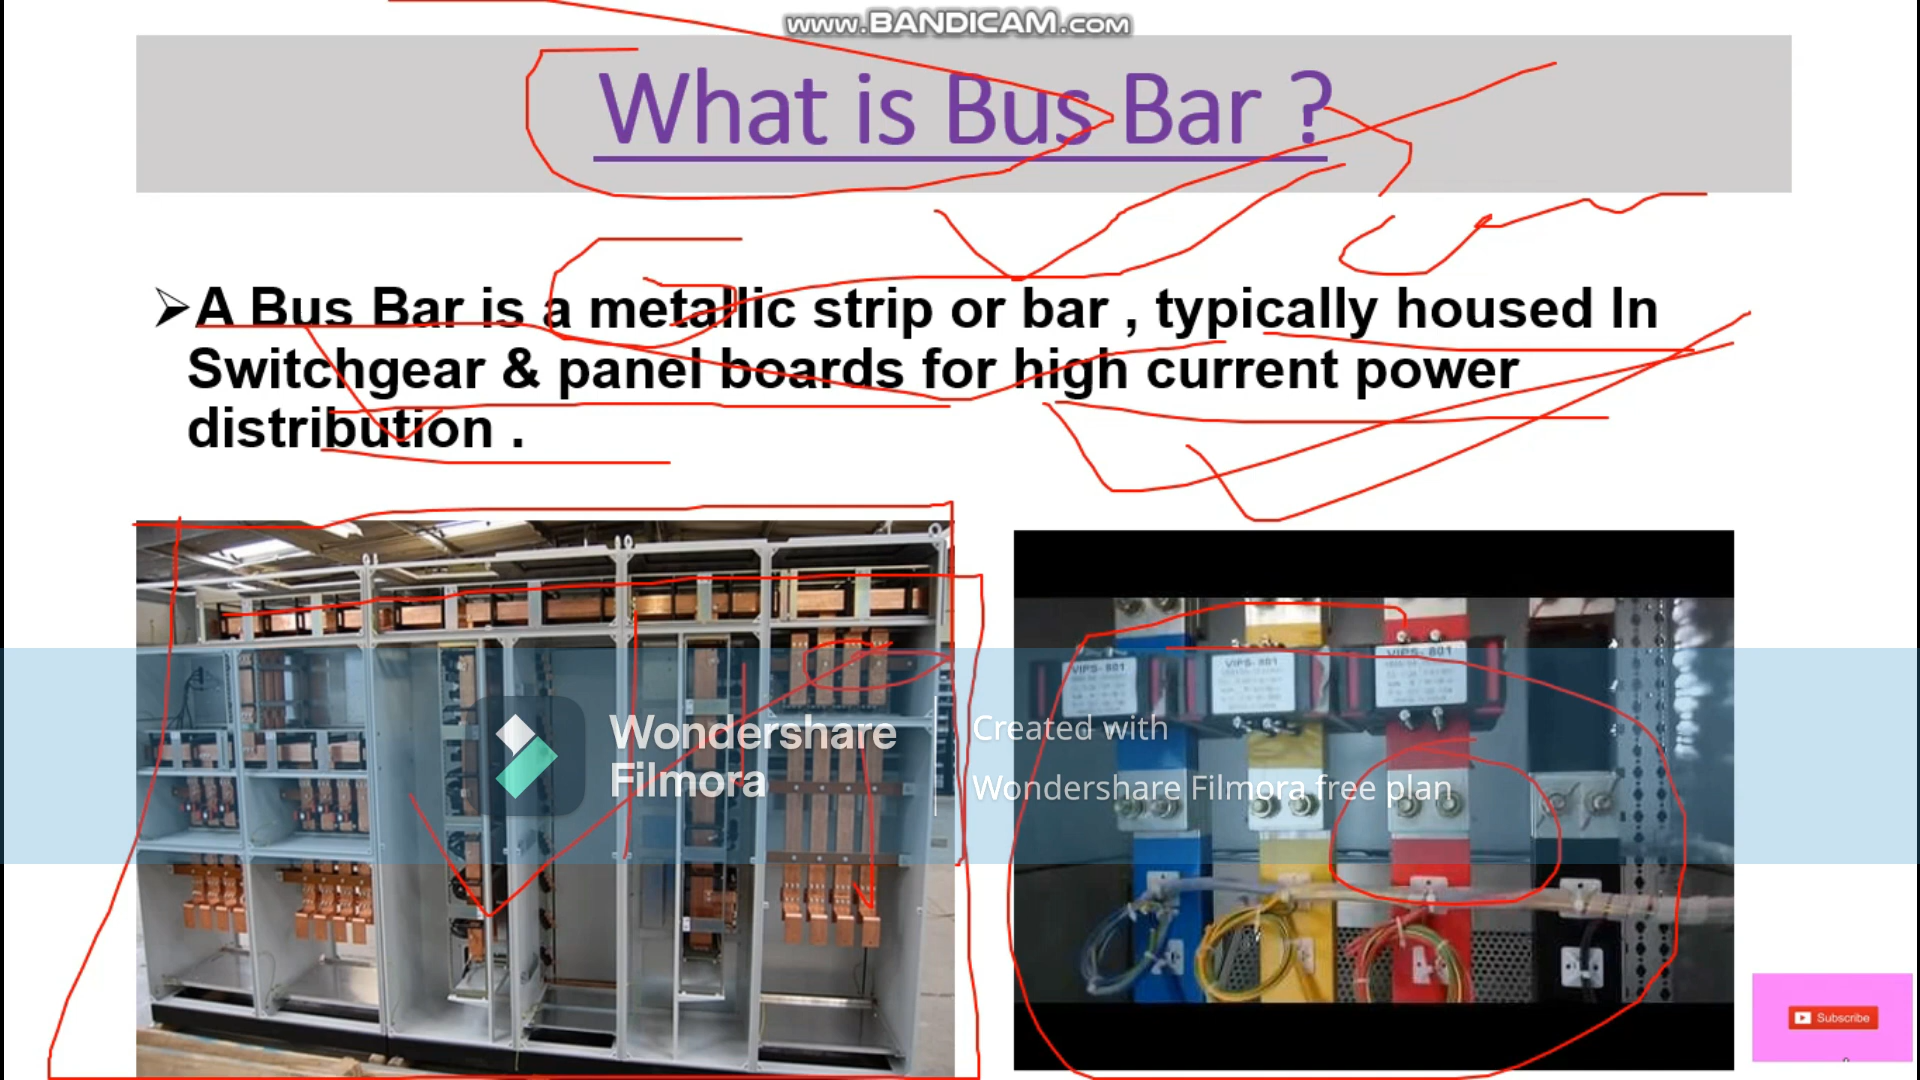 www.BANDICAM.com
What is Bus Bar ?
➢A Bus Bar is a metallic strip or bar , typically housed In
Switchgear & panel boards for high current power
distribution .
VIPS- 801
VIPS- 801
VIPS- 801
Wondershare
Filmora
Created with
Wondershare Filmora free plan
Subscribe